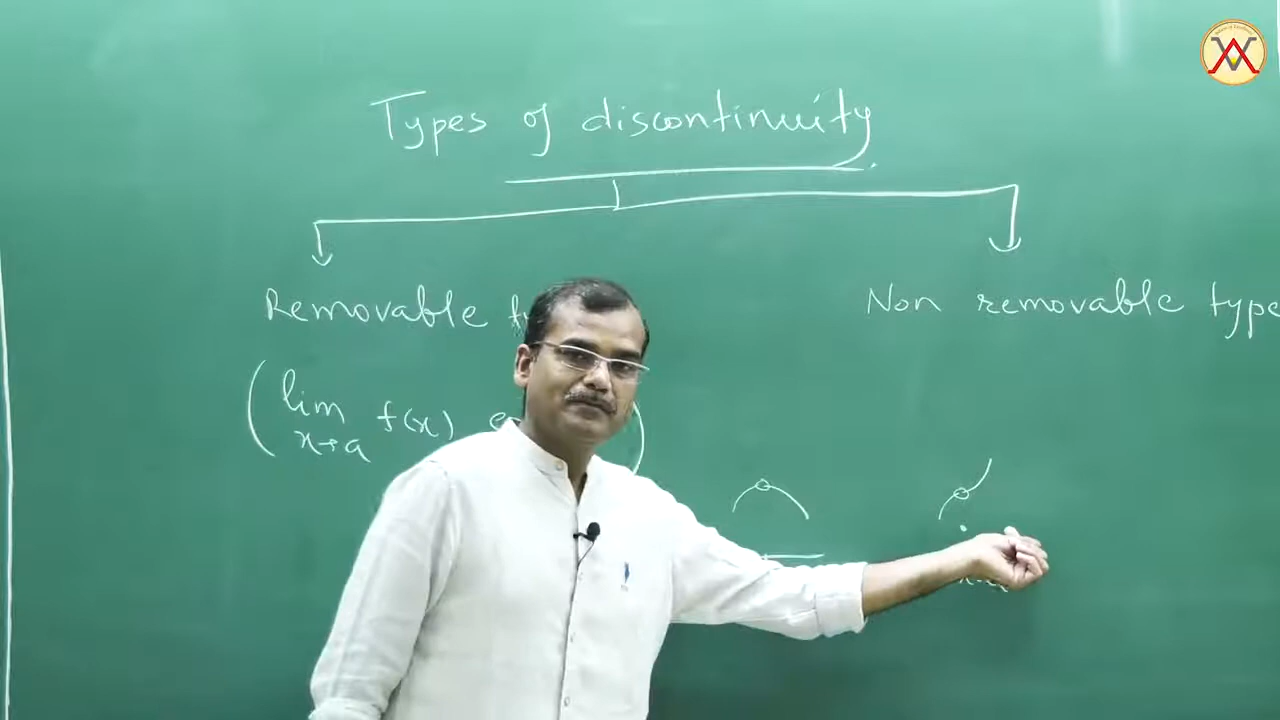 Types of discontinuity
Removable
Non removable type
lim f(x)
x→a